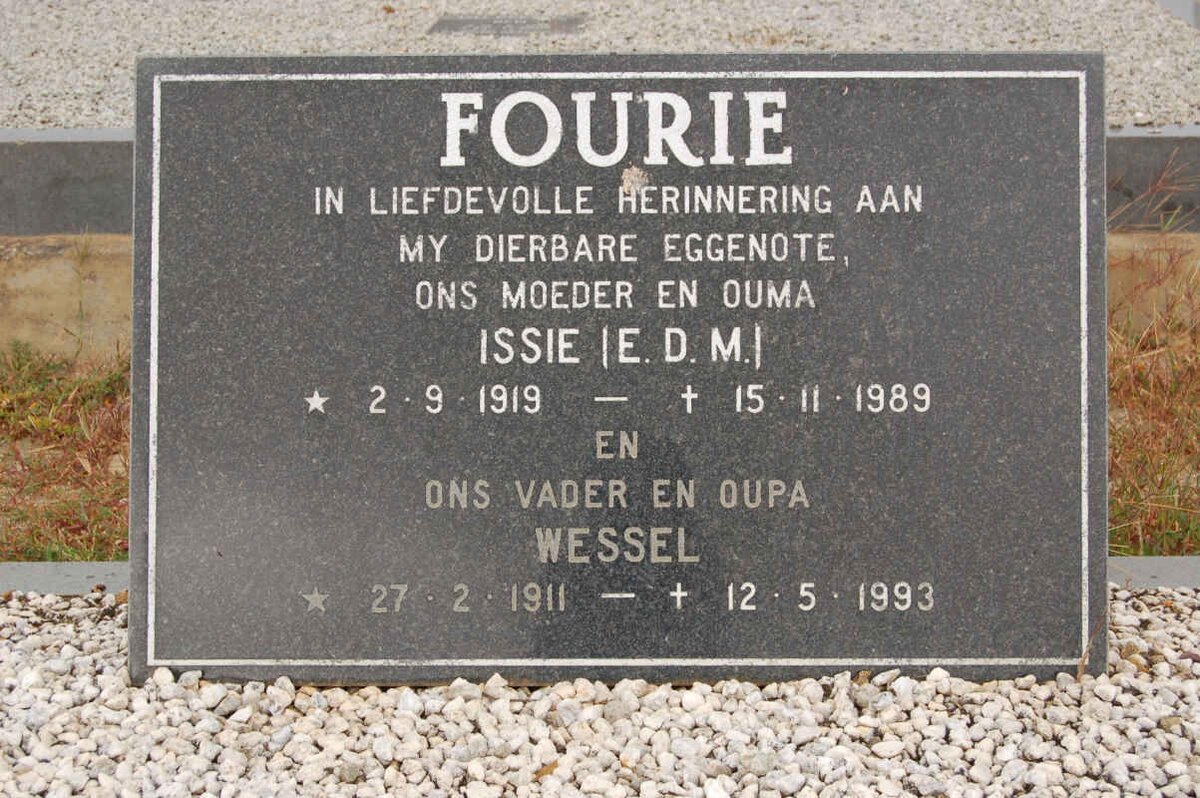 FOURIE
IN LIEFDEVOLLE HERINNERING AAN
MY DIERBARE EGGENOTE,
ONS MOEDER EN OUMA
ISSIE (E. D. M.)
★ 2·9·1919 — ✝ 15·11·1989
EN
ONS VADER EN OUPA
WESSEL
★ 27·2·1911 — ✝ 12·5·1993